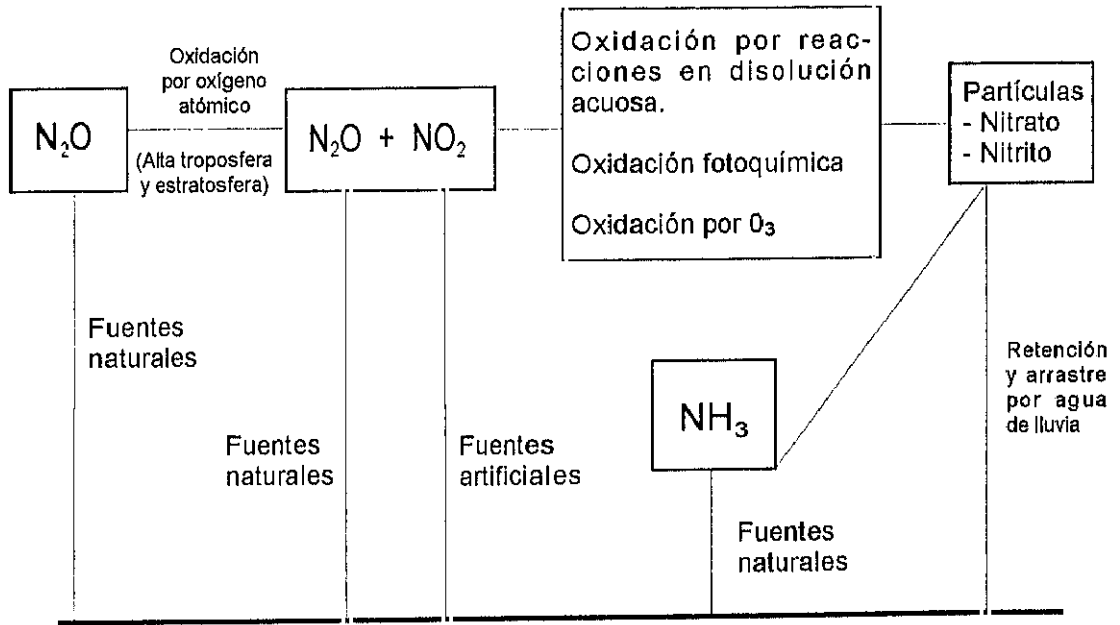 Oxidación
por oxígeno
atómico
N₂O
(Alta troposfera
y estratosfera)
N₂O + NO₂
Oxidación por reac-
ciones en disolución
acuosa.
Oxidación fotoquímica
Oxidación por 0₃
Partículas
- Nitrato
- Nitrito
Fuentes
naturales
Fuentes
naturales
Fuentes
artificiales
NH₃
Fuentes
naturales
Retención
y arrastre
por agua
de lluvia